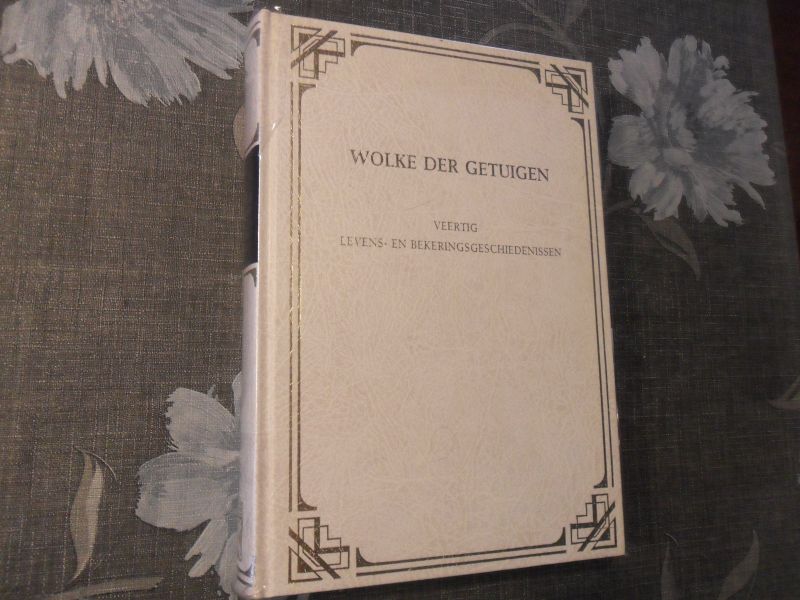 WOLKE DER GETUIGEN
VEERTIG
LEVENS- EN BEKERINGSGESCHIEDENISSEN